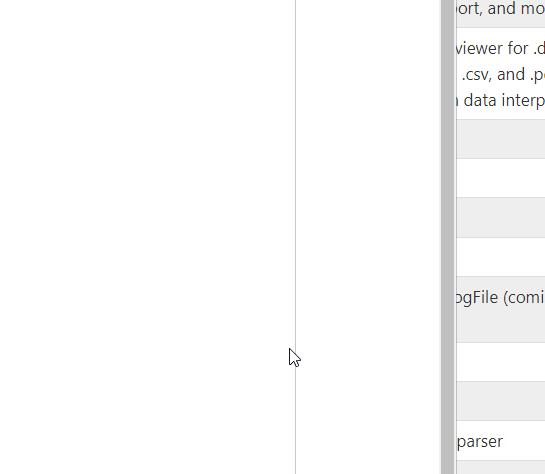 ort, and mo
viewer for .d
.csv, and .p
data interp
ogFile (comi
parser